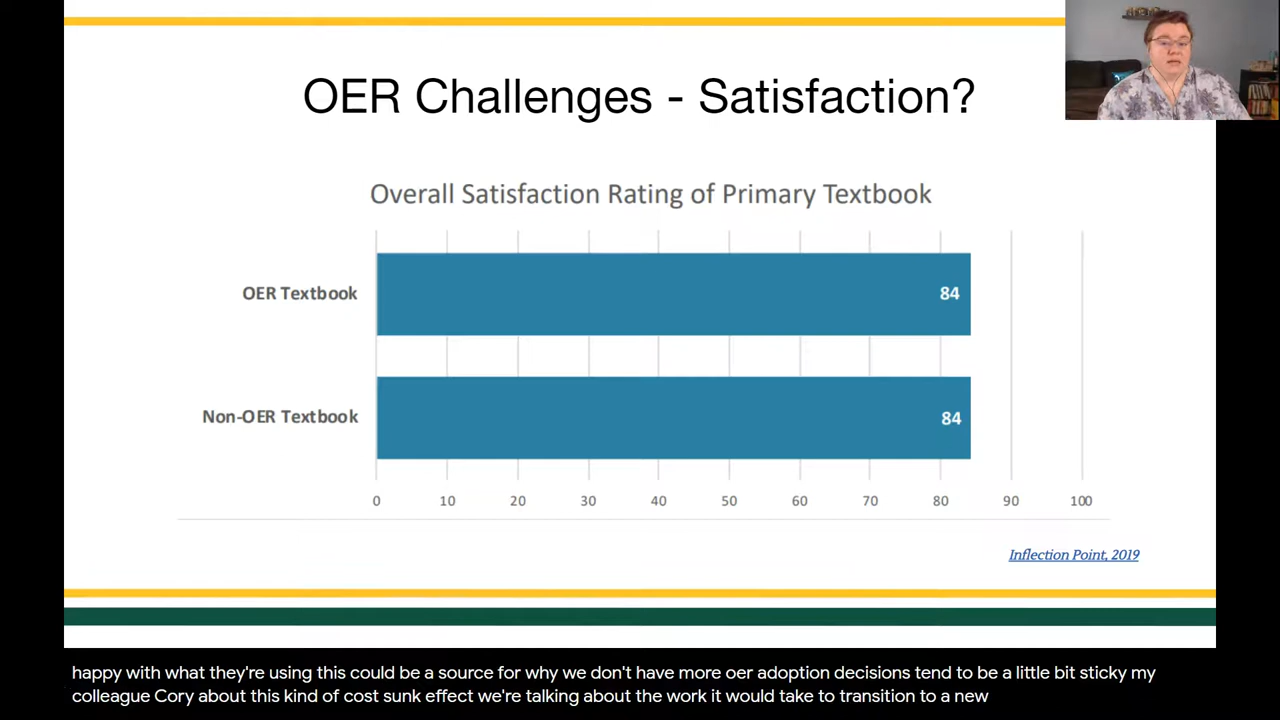 OER Challenges - Satisfaction?
Overall Satisfaction Rating of Primary Textbook
OER Textbook
84
Non-OER Textbook
84
0 10 20 30 40 50 60 70 80 90 100
Inflection Point, 2019
happy with what they're using this could be a source for why we don't have more oer adoption decisions tend to be a little bit sticky my
colleague Cory about this kind of cost sunk effect we're talking about the work it would take to transition to a new